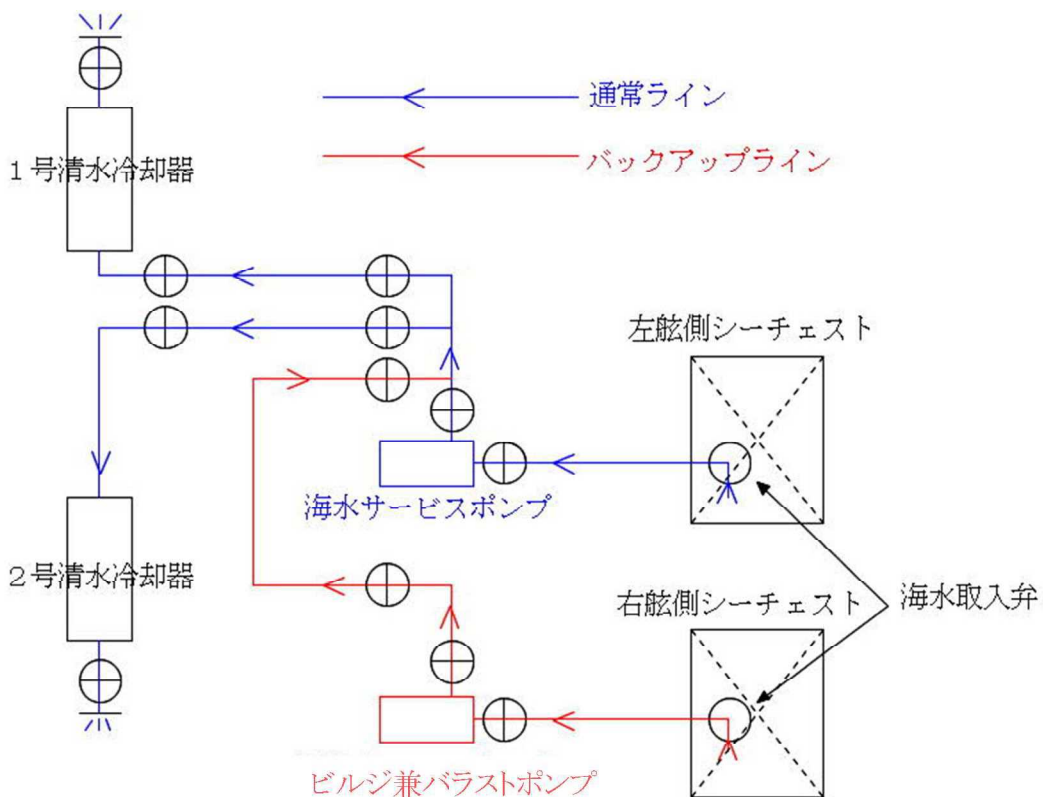 通常ライン
バックアップライン
1号清水冷却器
左舷側シーチェスト
海水サービスポンプ
2号清水冷却器
右舷側シーチェスト
海水取入弁
ビルジ兼バラストポンプ